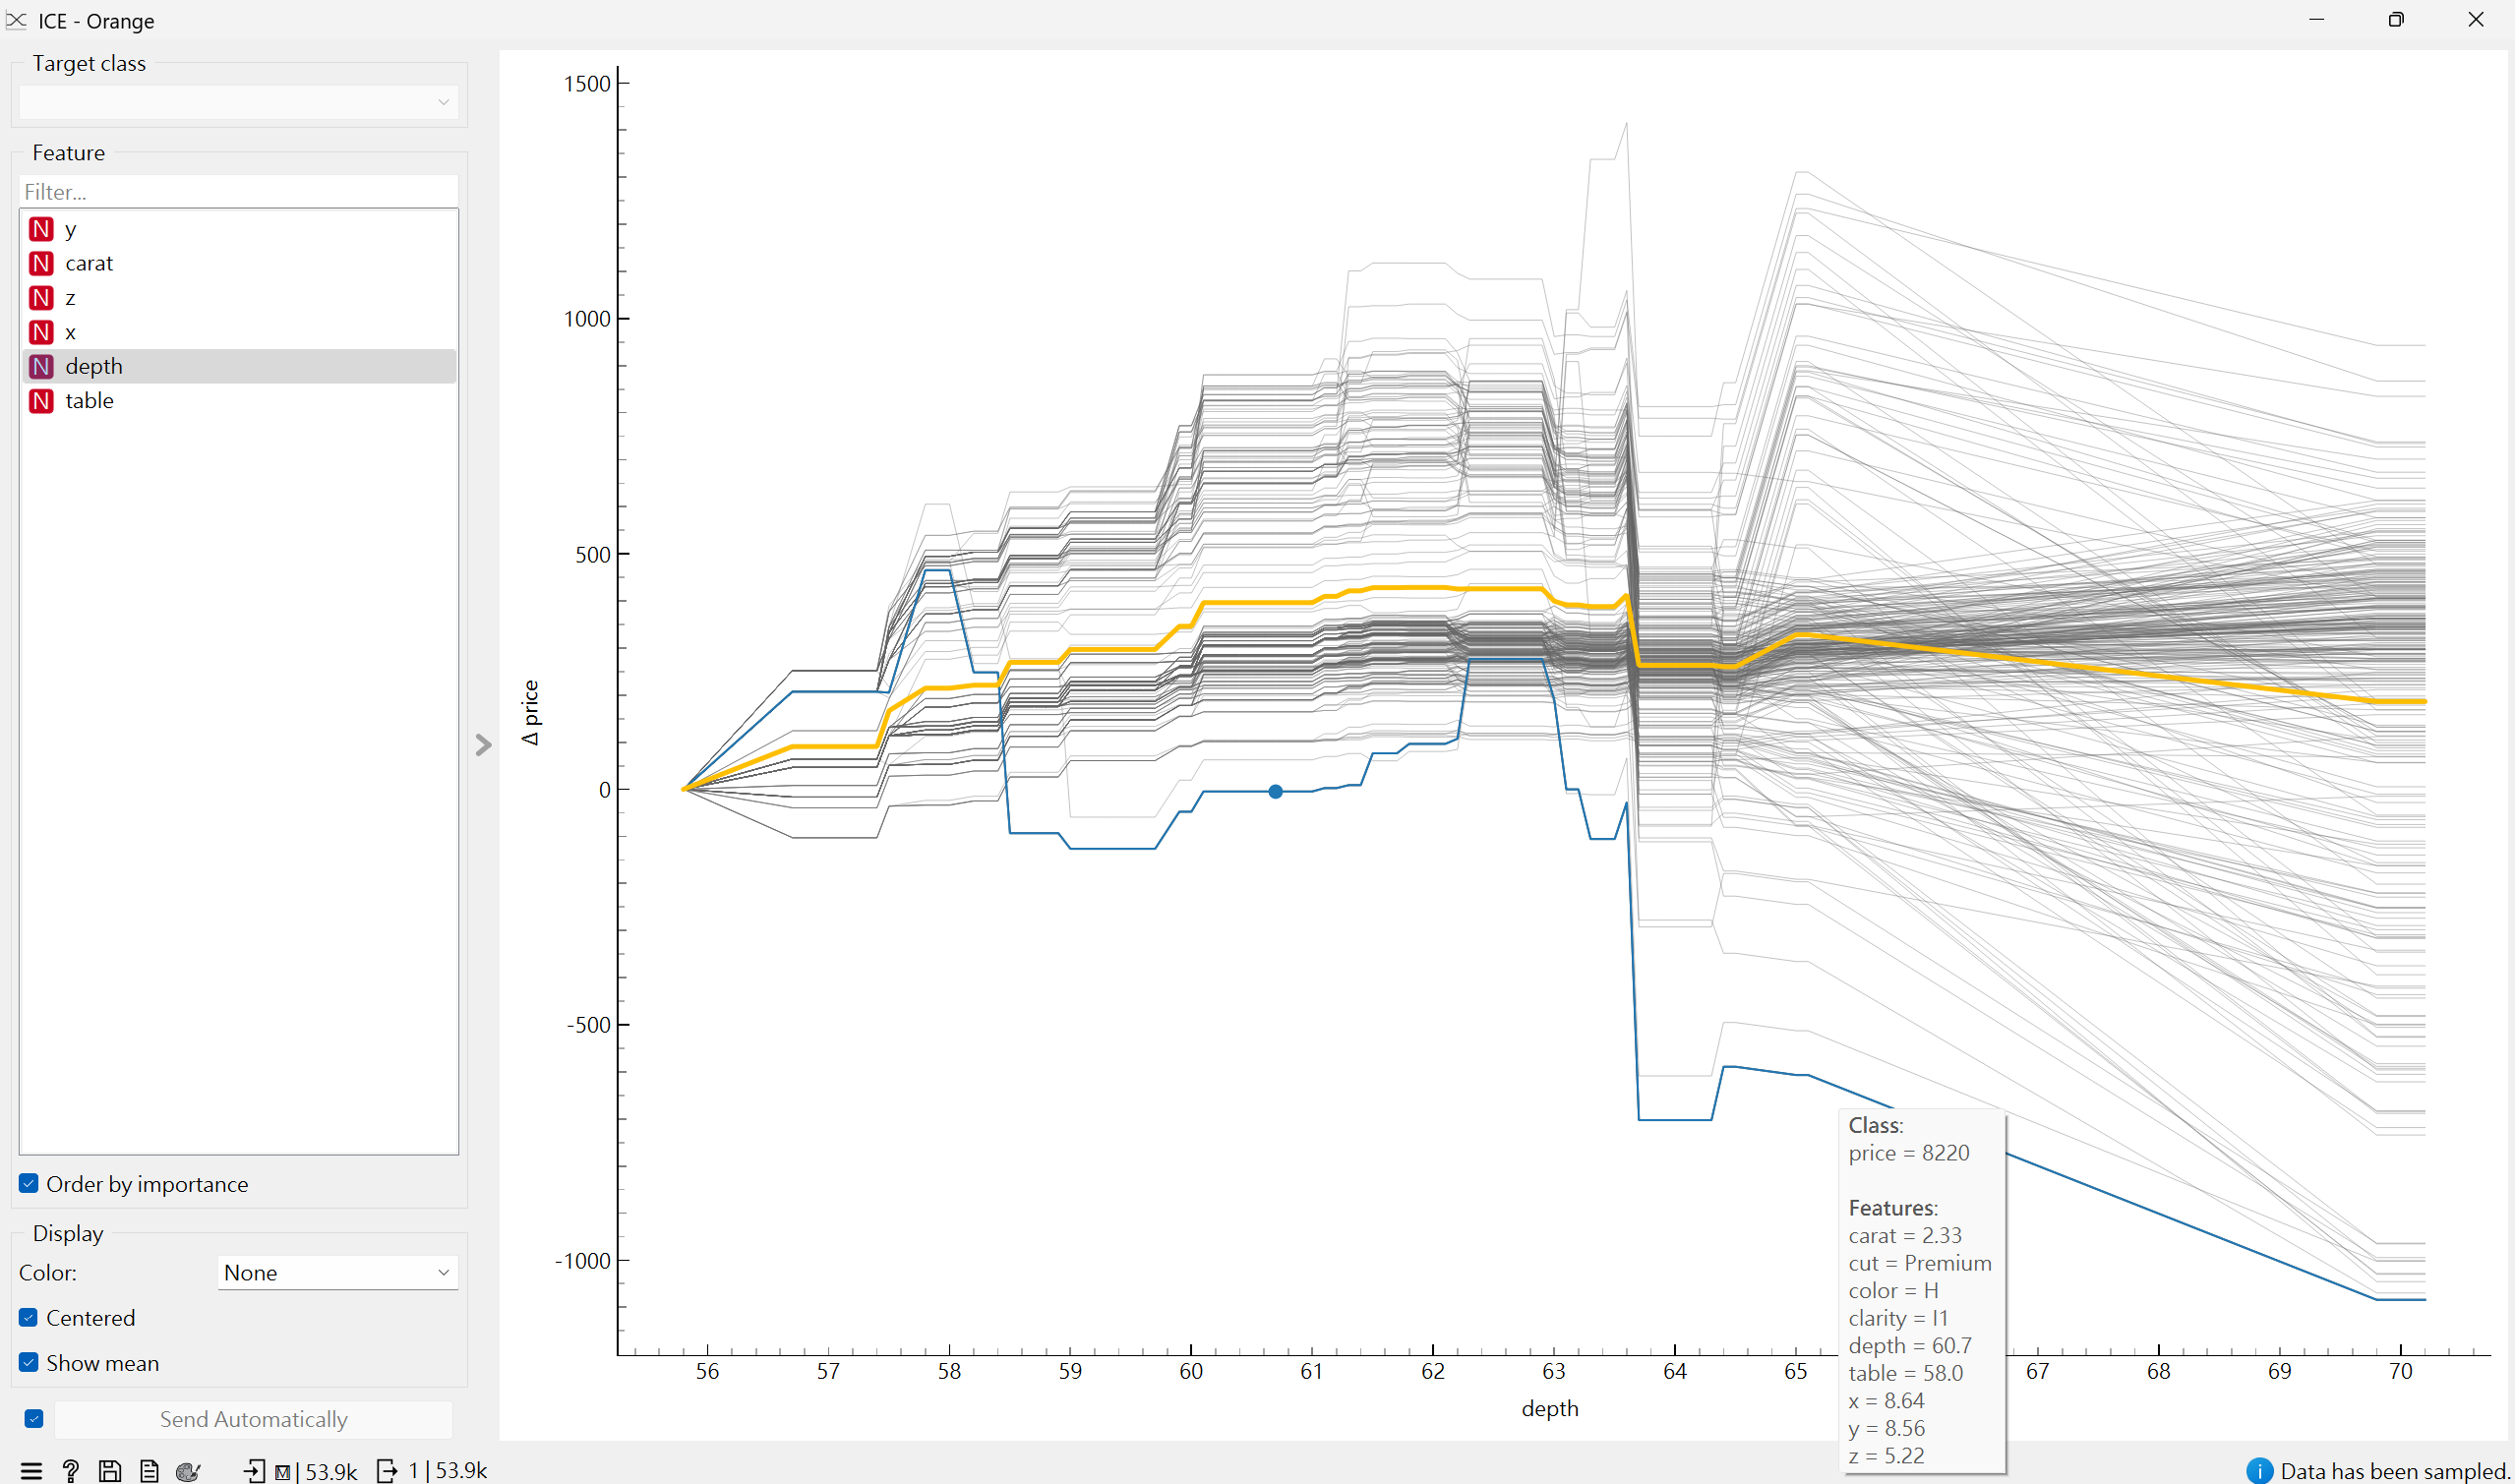 ICE - Orange
Target class
Feature
Filter...
N y
N carat
N z
N x
N depth
N table
Order by importance
Display
Color: None
Centered
Show mean
Send Automatically
M | 53.9k 1 | 53.9k
1500
1000
500
0
-500
-1000
Δ price
56 57 58 59 60 61 62 63 64 65 67 68 69 70
depth
Class:
price = 8220
Features:
carat = 2.33
cut = Premium
color = H
clarity = I1
depth = 60.7
table = 58.0
x = 8.64
y = 8.56
z = 5.22
Data has been sampled.